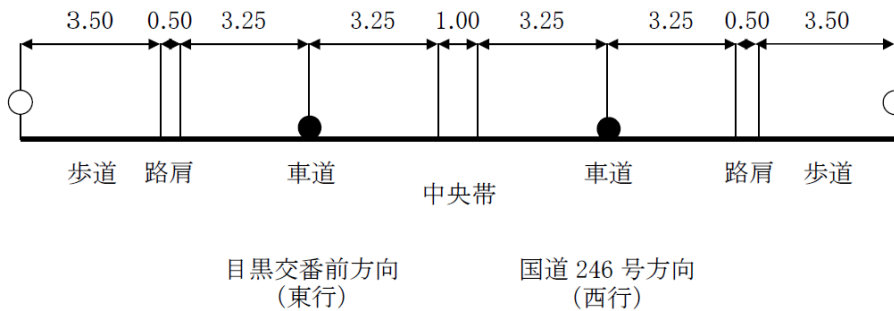 3.50 0.50 3.25 3.25 1.00 3.25 3.25 0.50 3.50
歩道 路肩 車道 中央帯 車道 路肩 歩道
目黒交番前方向 国道 246 号方向
（東行） （西行）